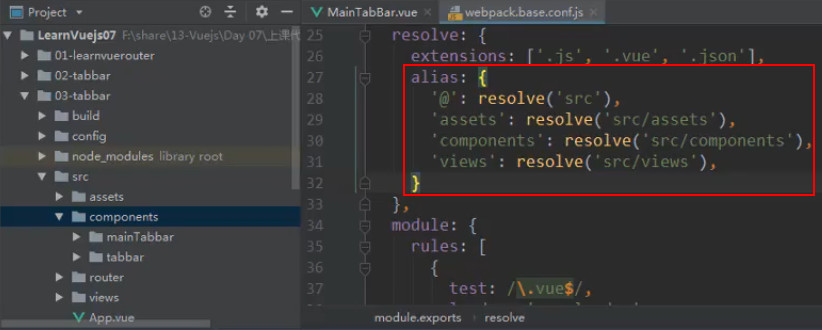 Project
LearnVuejs07 F:\share\13-Vuejs\Day 07\上课代
01-learnvuerouter
02-tabbar
03-tabbar
build
config
node_modules library root
src
assets
components
mainTabbar
tabbar
router
views
App.vue
MainTabBar.vue
webpack.base.conf.js
25 resolve: {
26 extensions: ['.js', '.vue', '.json'],
27 alias: {
28 '@': resolve('src'),
29 'assets': resolve('src/assets'),
30 'components': resolve('src/components'),
31 'views': resolve('src/views'),
32 }
33 },
34 module: {
35 rules: [
36 {
37 test: /\.vue$/,
module.exports › resolve